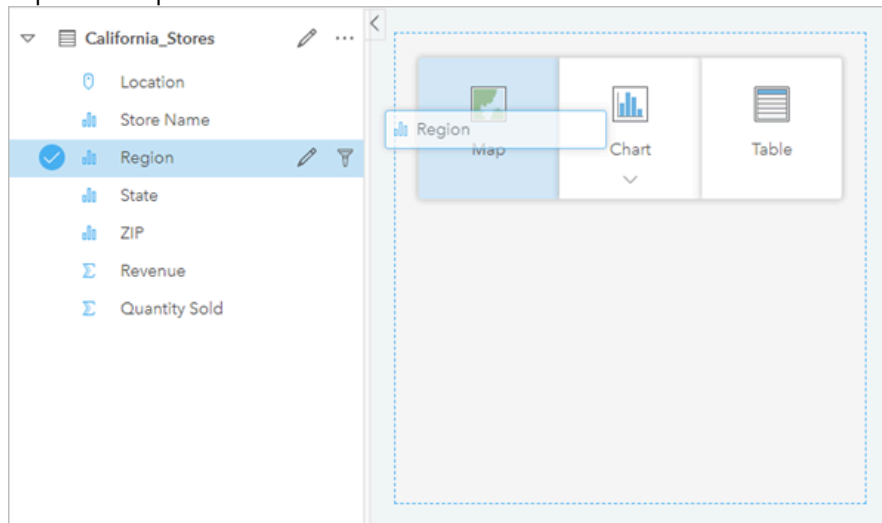 California_Stores
Location
Store Name
Region
State
ZIP
Revenue
Quantity Sold
Region
Map
Chart
Table